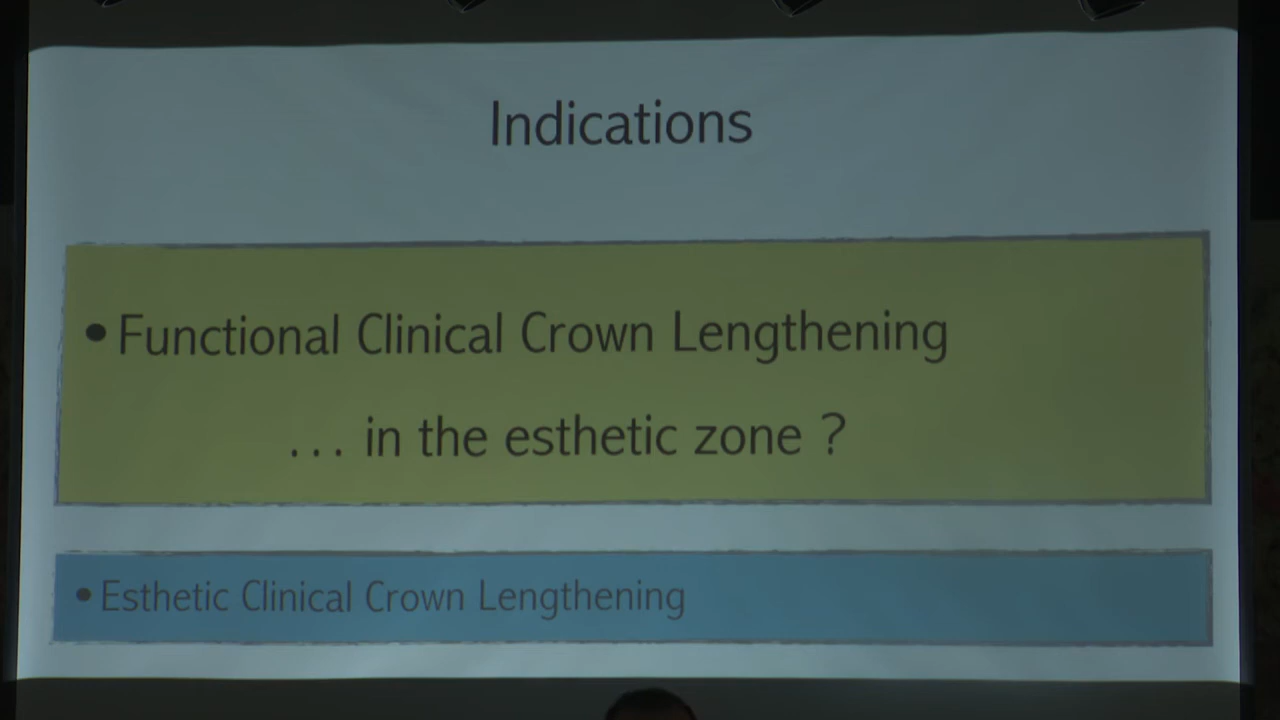 Indications
• Functional Clinical Crown Lengthening
... in the esthetic zone ?
• Esthetic Clinical Crown Lengthening